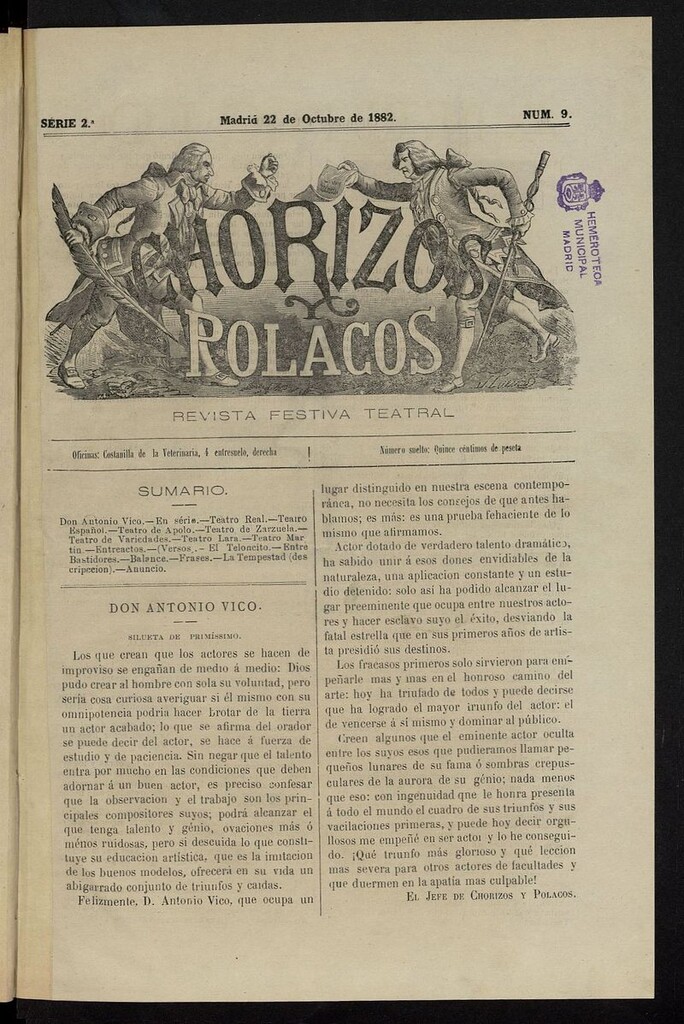 SERIE 2.ª
Madrid 22 de Octubre de 1882.
NUM. 9.
CHORIZOS
Y
POLACOS
HEMEROTECA
MUNICIPAL
MADRID
REVISTA FESTIVA TEATRAL
Oficinas: Costanilla de la Veterinaria, 4 entresuelo, derecha
Número suelto: Quince céntimos de peseta
SUMARIO.
Don Antonio Vico.—En sério.—Teatro Real.—Teatro
Español.—Teatro de Apolo.—Teatro de Zarzuela.—
Teatro de Variedades.—Teatro Lara.—Teatro Mar
tin.—Entreactos.—(Versos.- El Teloncito.—Entre
Bastidores.—Balance.—Frases.—La Tempestad (des
cripcion).—Anuncio.
DON ANTONIO VICO.
SILUETA DE PRIMÍSSIMO.
Los que crean que los actores se hacen de
improviso se engañan de medio á medio: Dios
pudo crear al hombre con sola su voluntad, pero
sería cosa curiosa averiguar si él mismo con su
omnipotencia podria hacer brotar de la tierra
un actor acabado; lo que se afirma del orador
se puede decir del actor, se hace á fuerza de
estudio y de paciencia. Sin negar que el talento
entra por mucho en las condiciones que deben
adornar á un buen actor, es preciso confesar
que la observacion y el trabajo son los prin-
cipales compositores suyos; podrá alcanzar el
que tenga talento y génio, ovaciones más ó
ménos ruidosas, pero si descuida lo que consti-
tuye su educacion artística, que es la imitacion
de los buenos modelos, ofrecerá en su vida un
abigarrado conjunto de triunfos y caidas.
Felizmente, D. Antonio Vico, que ocupa un
lugar distinguido en nuestra escena contempo-
ránea, no necesita los consejos de que antes ha-
blamos; es más: es una prueba fehaciente de lo
mismo que afirmamos.
Actor dotado de verdadero talento dramático,
ha sabido unir á esos dones envidiables de la
naturaleza, una aplicacion constante y un estu-
dio detenido: solo asi ha podido alcanzar el lu-
gar preeminente que ocupa entre nuestros acto-
res y hacer esclavo suyo el éxito, desviando la
fatal estrella que en sus primeros años de artis-
ta presidió sus destinos.
Los fracasos primeros solo sirvieron para em-
peñarle mas y mas en el honroso camino del
arte: hoy ha triufado de todos y puede decirse
que ha logrado el mayor triunfo del actor: el
de vencerse á sí mismo y dominar al público.
Creen algunos que el eminente actor oculta
entre los suyos esos que pudieramos llamar pe-
queños lunares de su fama ó sombras crepus-
culares de la aurora de su génio; nada menos
que eso: con ingenuidad que le honra presenta
á todo el mundo el cuadro de sus triunfos y sus
vacilaciones primeras, y puede hoy decir orgu-
llosos me empeñé en ser actor y lo he consegui-
do. ¡Qué triunfo más glorioso y qué leccion
mas severa para otros actores de facultades y
que duermen en la apatía mas culpable!
EL JEFE DE CHORIZOS Y POLACOS.